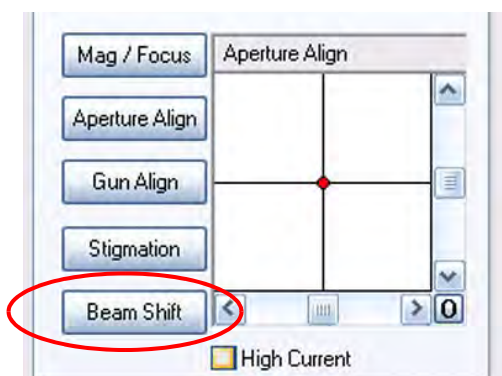 Mag / Focus
Aperture Align
Aperture Align
Gun Align
Stigmation
Beam Shift
0
High Current